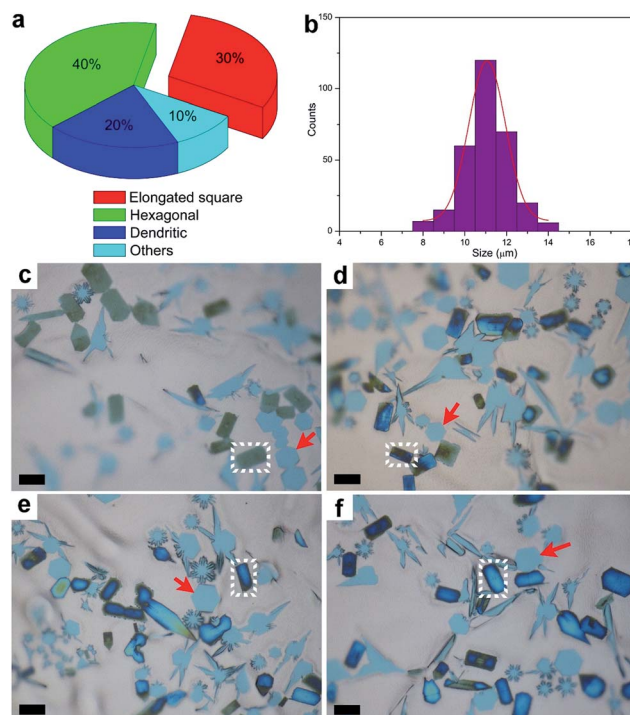 a
40%
30%
20%
10%
Elongated square
Hexagonal
Dendritic
Others
b
150
100
50
0
Counts
4 6 8 10 12 14 16 18
Size (μm)
c
d
e
f